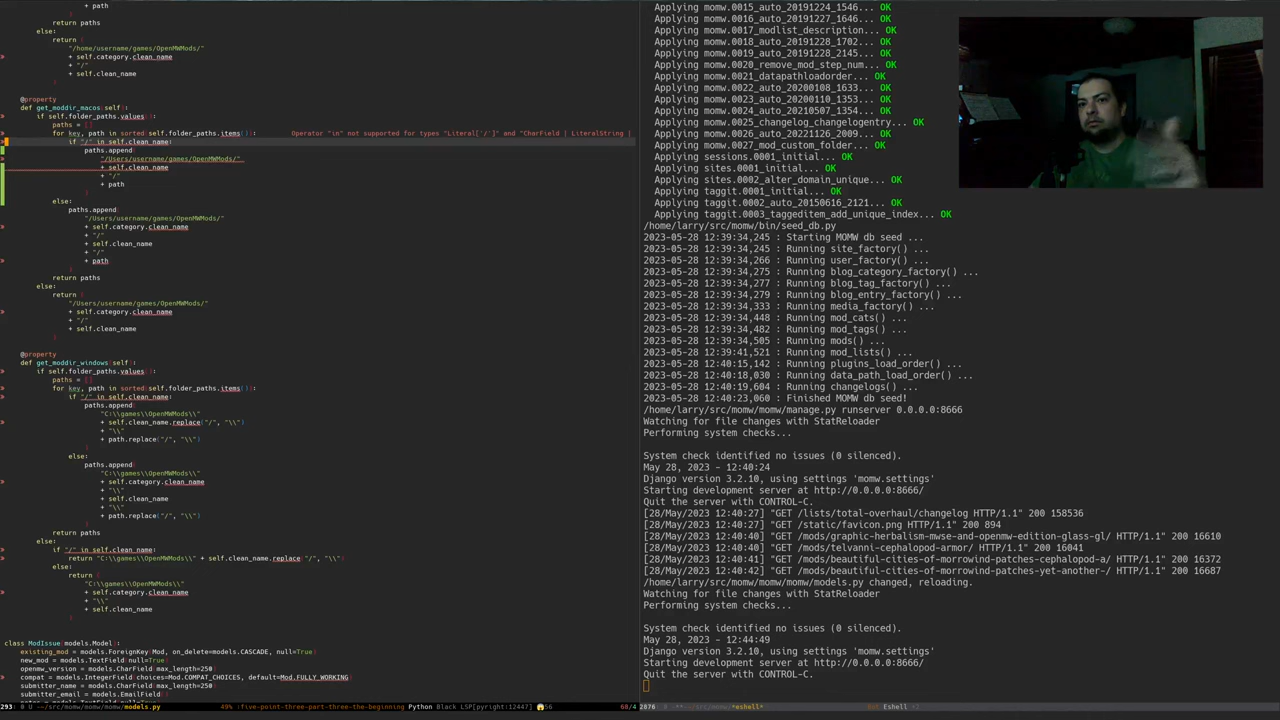 + path
return paths
else:
return (
"/home/username/games/OpenMWMods/"
+ self.category.clean_name
+ "/"
+ self.clean_name
)
@property
def get_moddir_macos(self):
if self.folder_paths.values():
paths = []
for key, path in sorted(self.folder_paths.items()): Operator "in" not supported for types "Literal['/']" and "CharField | LiteralString |
if "/" in self.clean_name:
paths.append(
"/Users/username/games/OpenMWMods/"
+ self.clean_name
+ "/"
+ path
)
else:
paths.append(
"/Users/username/games/OpenMWMods/"
+ self.category.clean_name
+ "/"
+ self.clean_name
+ "/"
+ path
)
return paths
else:
return (
"/Users/username/games/OpenMWMods/"
+ self.category.clean_name
+ "/"
+ self.clean_name
)
@property
def get_moddir_windows(self):
if self.folder_paths.values():
paths = []
for key, path in sorted(self.folder_paths.items()):
if "/" in self.clean_name:
paths.append(
"C:\\games\\OpenMWMods\\"
+ self.clean_name.replace("/", "\\")
+ "\\"
+ path.replace("/", "\\")
)
else:
paths.append(
"C:\\games\\OpenMWMods\\"
+ self.category.clean_name
+ "\\"
+ self.clean_name
+ "\\"
+ path.replace("/", "\\")
)
return paths
else:
if "/" in self.clean_name:
return "C:\\games\\OpenMWMods\\" + self.clean_name.replace("/", "\\")
else:
return (
"C:\\games\\OpenMWMods\\"
+ self.category.clean_name
+ "\\"
+ self.clean_name
)
class ModIssue(models.Model):
existing_mod = models.ForeignKey(Mod, on_delete=models.CASCADE, null=True)
new_mod = models.TextField(null=True)
openmw_version = models.CharField(max_length=250)
compat = models.IntegerField(choices=Mod.COMPAT_CHOICES, default=Mod.FULLY_WORKING)
submitter_name = models.CharField(max_length=250)
submitter_email = models.EmailField()
293: 0 U --/src/momw/momw/momw/models.py 49% :five-point-three-part-three-the-beginning Python Black LSP[pyright:12447] 56 68/4
Applying momw.0015_auto_20191224_1546... OK
Applying momw.0016_auto_20191227_1646... OK
Applying momw.0017_modlist_description... OK
Applying momw.0018_auto_20191228_1702... OK
Applying momw.0019_auto_20191228_2145... OK
Applying momw.0020_remove_mod_step_num... OK
Applying momw.0021_datapathloadorder... OK
Applying momw.0022_auto_20200108_1633... OK
Applying momw.0023_auto_20201110_1353... OK
Applying momw.0024_auto_20210507_1354... OK
Applying momw.0025_changelog_changelogentry... OK
Applying momw.0026_auto_20221126_2009... OK
Applying momw.0027_mod_custom_folder... OK
Applying sessions.0001_initial... OK
Applying sites.0001_initial... OK
Applying sites.0002_alter_domain_unique... OK
Applying taggit.0001_initial... OK
Applying taggit.0002_auto_20150616_2121... OK
Applying taggit.0003_taggeditem_add_unique_index... OK
/home/larry/src/momw/bin/seed_db.py
2023-05-28 12:39:34,245 : Starting MOMW db seed ...
2023-05-28 12:39:34,245 : Running site_factory() ...
2023-05-28 12:39:34,266 : Running user_factory() ...
2023-05-28 12:39:34,275 : Running blog_category_factory() ...
2023-05-28 12:39:34,277 : Running blog_tag_factory() ...
2023-05-28 12:39:34,279 : Running blog_entry_factory() ...
2023-05-28 12:39:34,333 : Running media_factory() ...
2023-05-28 12:39:34,448 : Running mod_cats() ...
2023-05-28 12:39:34,482 : Running mod_tags() ...
2023-05-28 12:39:34,505 : Running mods() ...
2023-05-28 12:39:41,521 : Running mod_lists() ...
2023-05-28 12:40:15,142 : Running plugins_load_order() ...
2023-05-28 12:40:18,030 : Running data_path_load_order() ...
2023-05-28 12:40:19,604 : Running changelogs() ...
2023-05-28 12:40:23,060 : Finished MOMW db seed!
/home/larry/src/momw/momw/manage.py runserver 0.0.0.0:8666
Watching for file changes with StatReloader
Performing system checks...
System check identified no issues (0 silenced).
May 28, 2023 - 12:40:24
Django version 3.2.10, using settings 'momw.settings'
Starting development server at http://0.0.0.0:8666/
Quit the server with CONTROL-C.
[28/May/2023 12:40:27] "GET /lists/total-overhaul/changelog HTTP/1.1" 200 158536
[28/May/2023 12:40:27] "GET /static/favicon.png HTTP/1.1" 200 894
[28/May/2023 12:40:40] "GET /mods/graphic-herbalism-mwse-and-openmw-edition-glass-gl/ HTTP/1.1" 200 16610
[28/May/2023 12:40:40] "GET /mods/telvanni-cephalopod-armor/ HTTP/1.1" 200 16041
[28/May/2023 12:40:41] "GET /mods/beautiful-cities-of-morrowind-patches-cephalopod-a/ HTTP/1.1" 200 16372
[28/May/2023 12:40:42] "GET /mods/beautiful-cities-of-morrowind-patches-yet-another-/ HTTP/1.1" 200 16687
/home/larry/src/momw/momw/momw/models.py changed, reloading.
Watching for file changes with StatReloader
Performing system checks...
System check identified no issues (0 silenced).
May 28, 2023 - 12:44:49
Django version 3.2.10, using settings 'momw.settings'
Starting development server at http://0.0.0.0:8666/
Quit the server with CONTROL-C.
2876 *eshell* Eshell